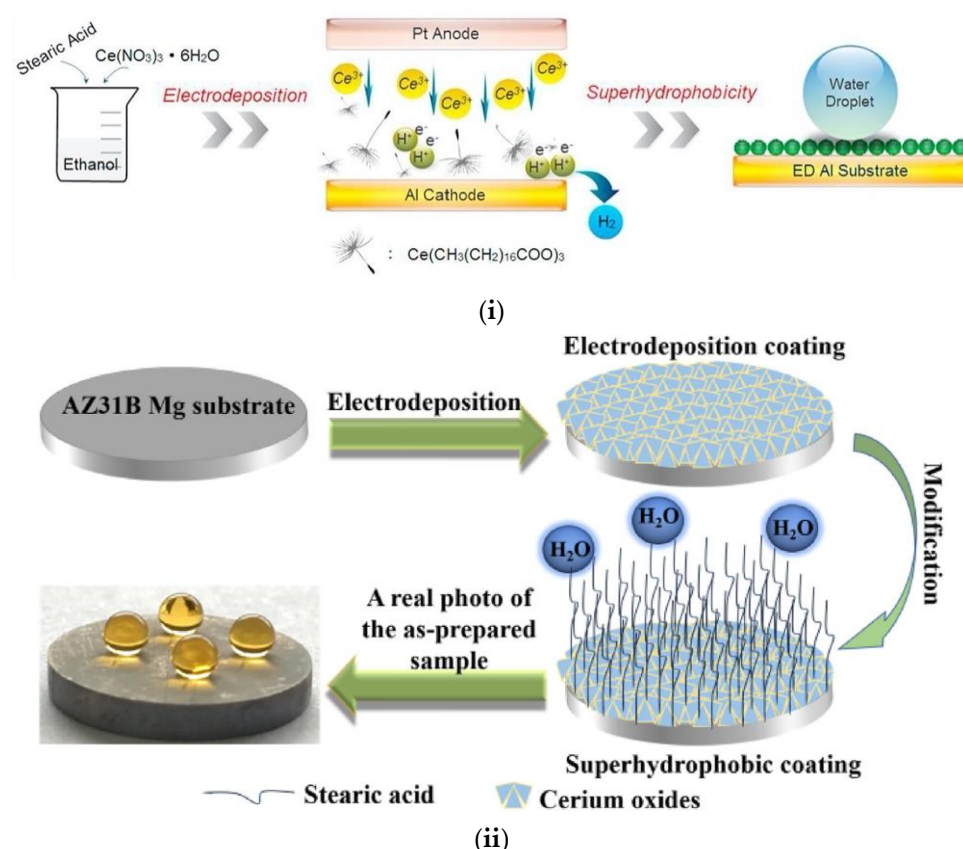 Stearic Acid
Ce(NO₃)₃ • 6H₂O
Ethanol
Electrodeposition
Pt Anode
Ce³⁺
Ce³⁺
Ce³⁺
Ce³⁺
Ce³⁺
e⁻
e⁻
H⁺
H⁺
e⁻
e⁻
H⁺
H⁺
Al Cathode
H₂
: Ce(CH₃(CH₂)₁₆COO)₃
Superhydrophobicity
Water
Droplet
ED Al Substrate
(i)
AZ31B Mg substrate
Electrodeposition
Electrodeposition coating
Modification
H₂O
H₂O
H₂O
A real photo of
the as-prepared
sample
Superhydrophobic coating
Stearic acid
Cerium oxides
(ii)